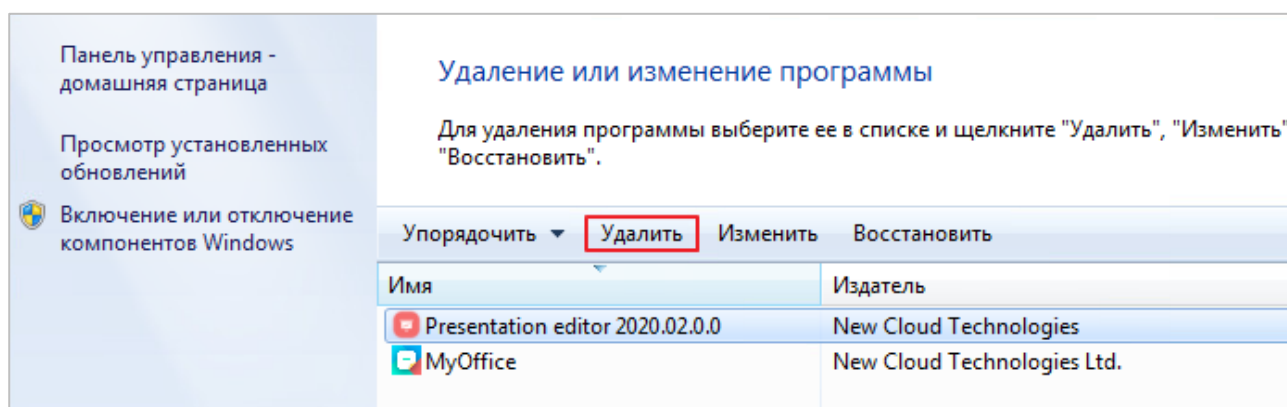 Панель управления -
домашняя страница
Просмотр установленных
обновлений
Включение или отключение
компонентов Windows
Удаление или изменение программы
Для удаления программы выберите ее в списке и щелкните "Удалить", "Изменить"
"Восстановить".
Упорядочить Удалить Изменить Восстановить
Имя Издатель
Presentation editor 2020.02.0.0 New Cloud Technologies
MyOffice New Cloud Technologies Ltd.